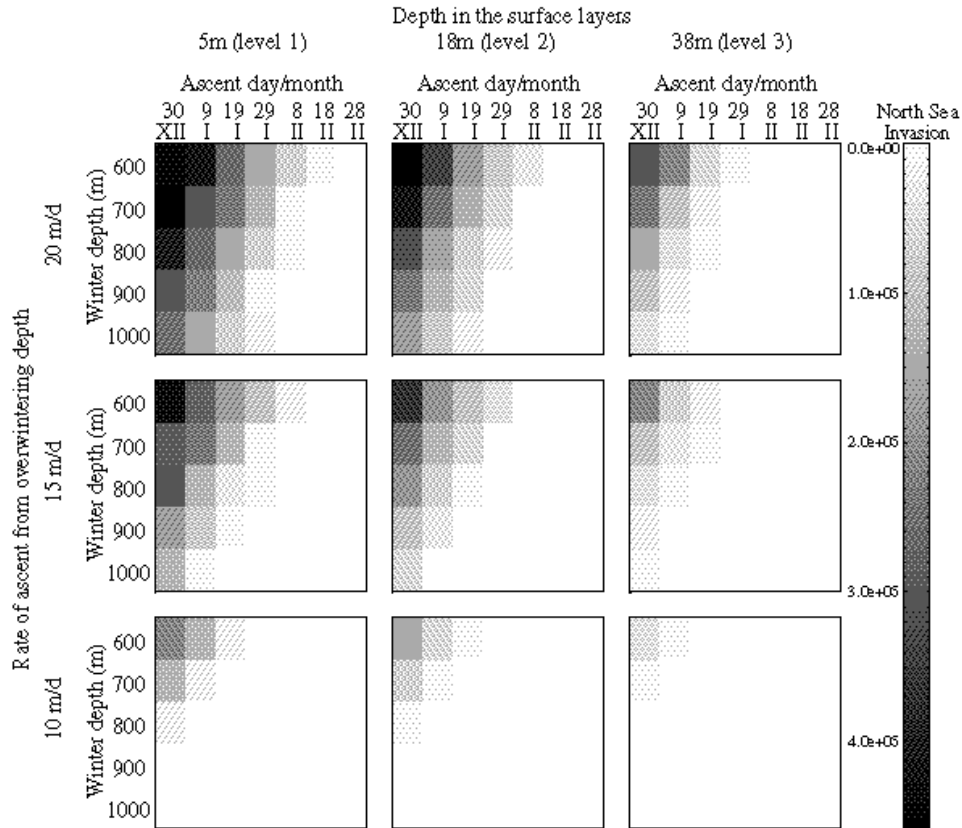 Depth in the surface layers
5m (level 1) 18m (level 2) 38m (level 3)
Ascent day/month Ascent day/month Ascent day/month
30 9 19 29 8 18 28 30 9 19 29 8 18 28 30 9 19 29 8 18 28
XII I I I II II II XII I I I II II II XII I I I II II II
North Sea
Invasion
Rate of ascent from overwintering depth
20 m/d
Winter depth (m)
600
700
800
900
1000
15 m/d
Winter depth (m)
600
700
800
900
1000
10 m/d
Winter depth (m)
600
700
800
900
1000
0.0e+00
1.0e+05
2.0e+05
3.0e+05
4.0e+05